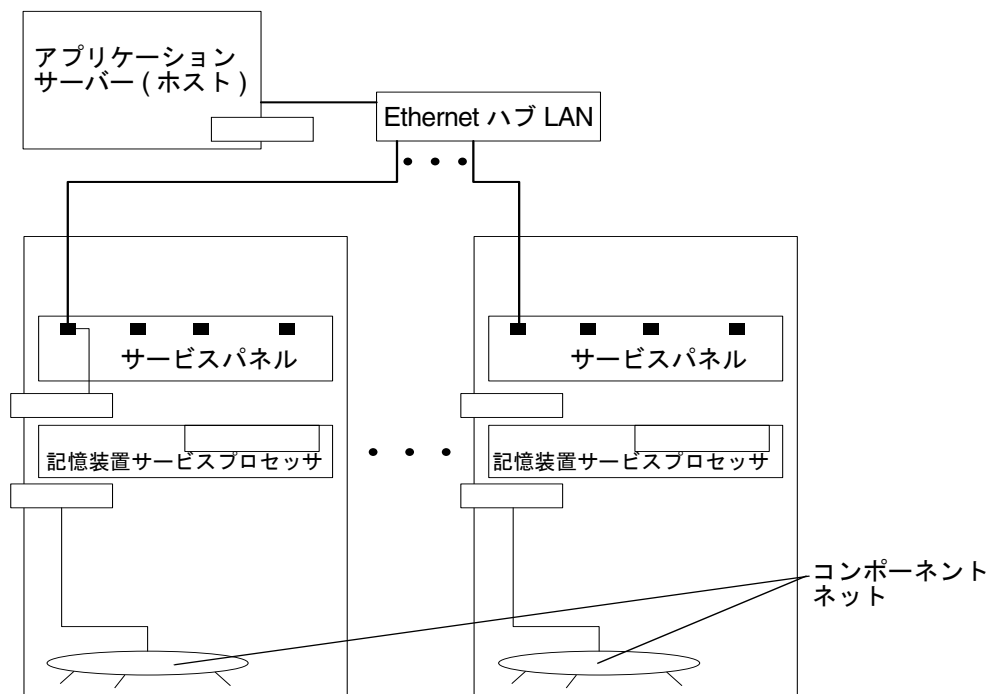 アプリケーション
サーバー ( ホスト )
Ethernet ハブ LAN
サービスパネル
サービスパネル
記憶装置サービスプロセッサ
記憶装置サービスプロセッサ
コンポーネント
ネット